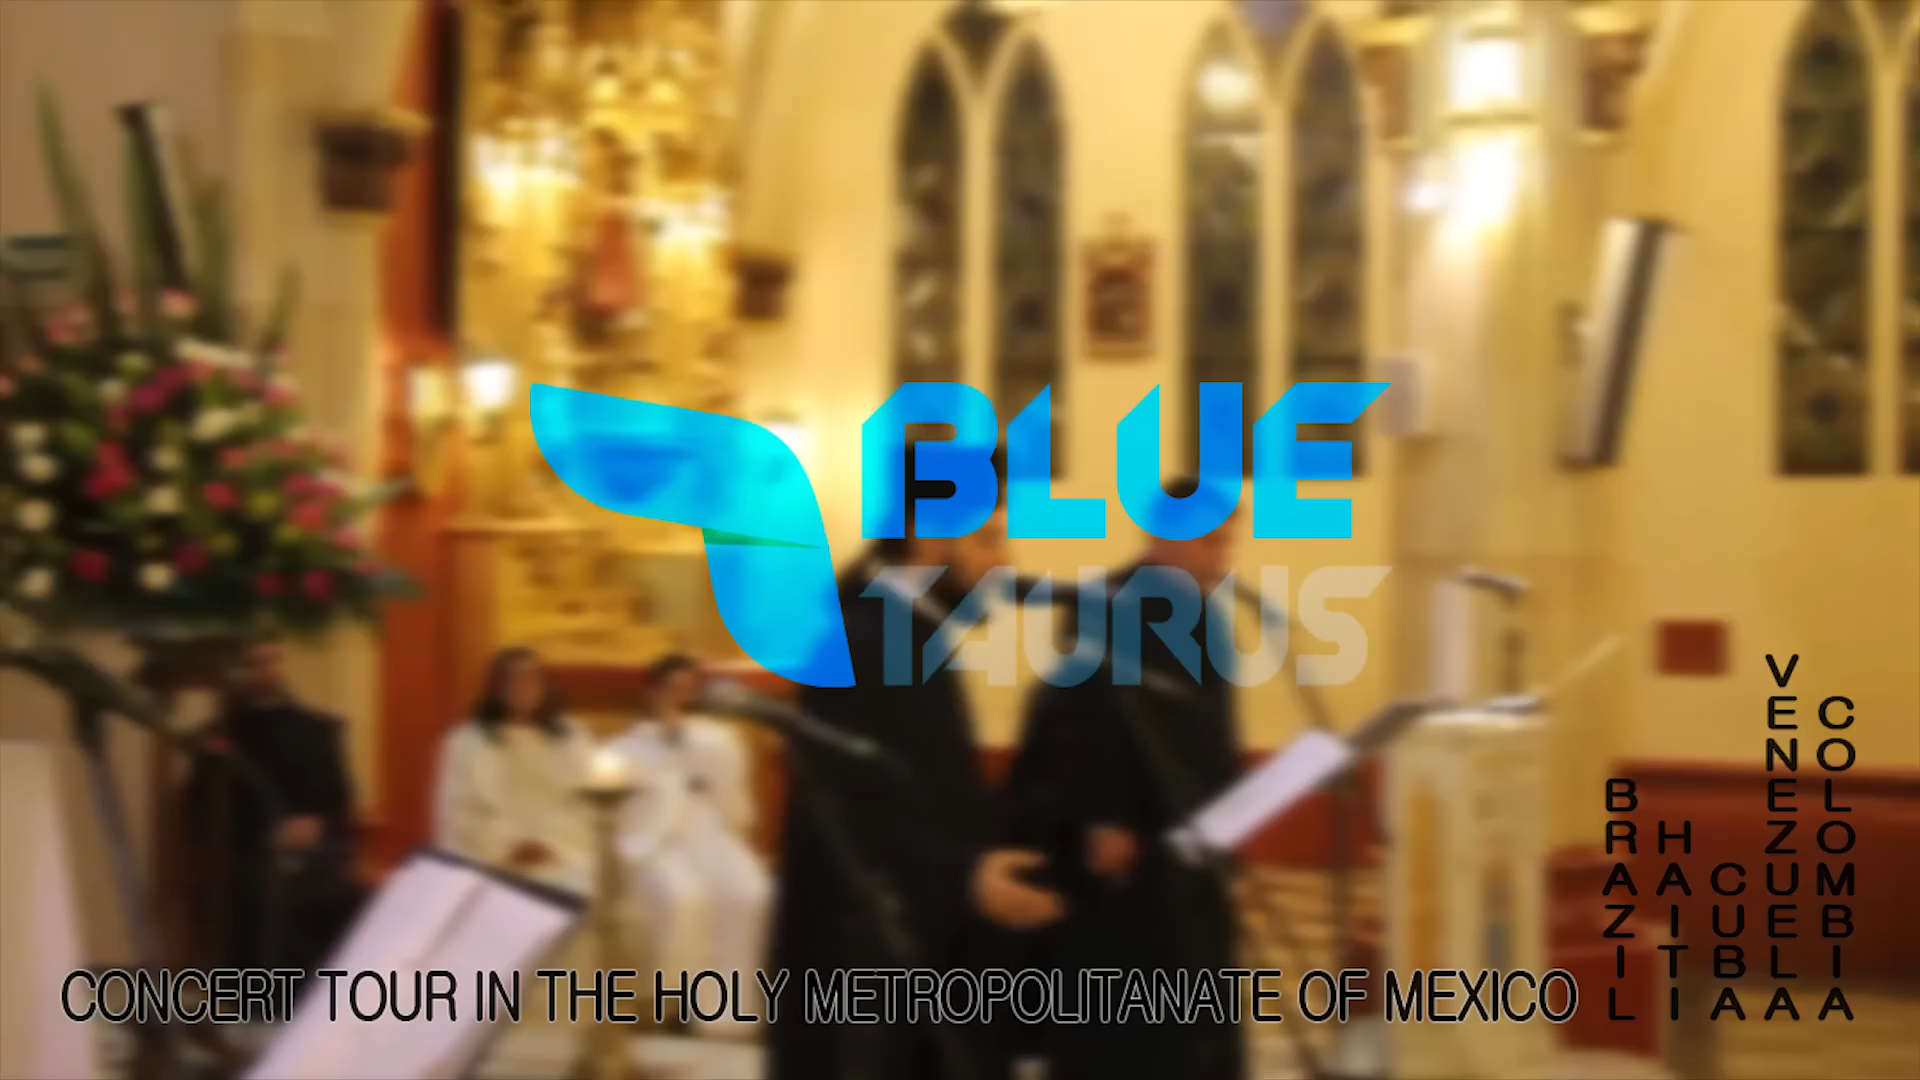 BLUE
TAURUS
CONCERT TOUR IN THE HOLY METROPOLITANATE OF MEXICO
BRAZIL
HAITI
CUBA
VENEZUELA
COLOMBIA